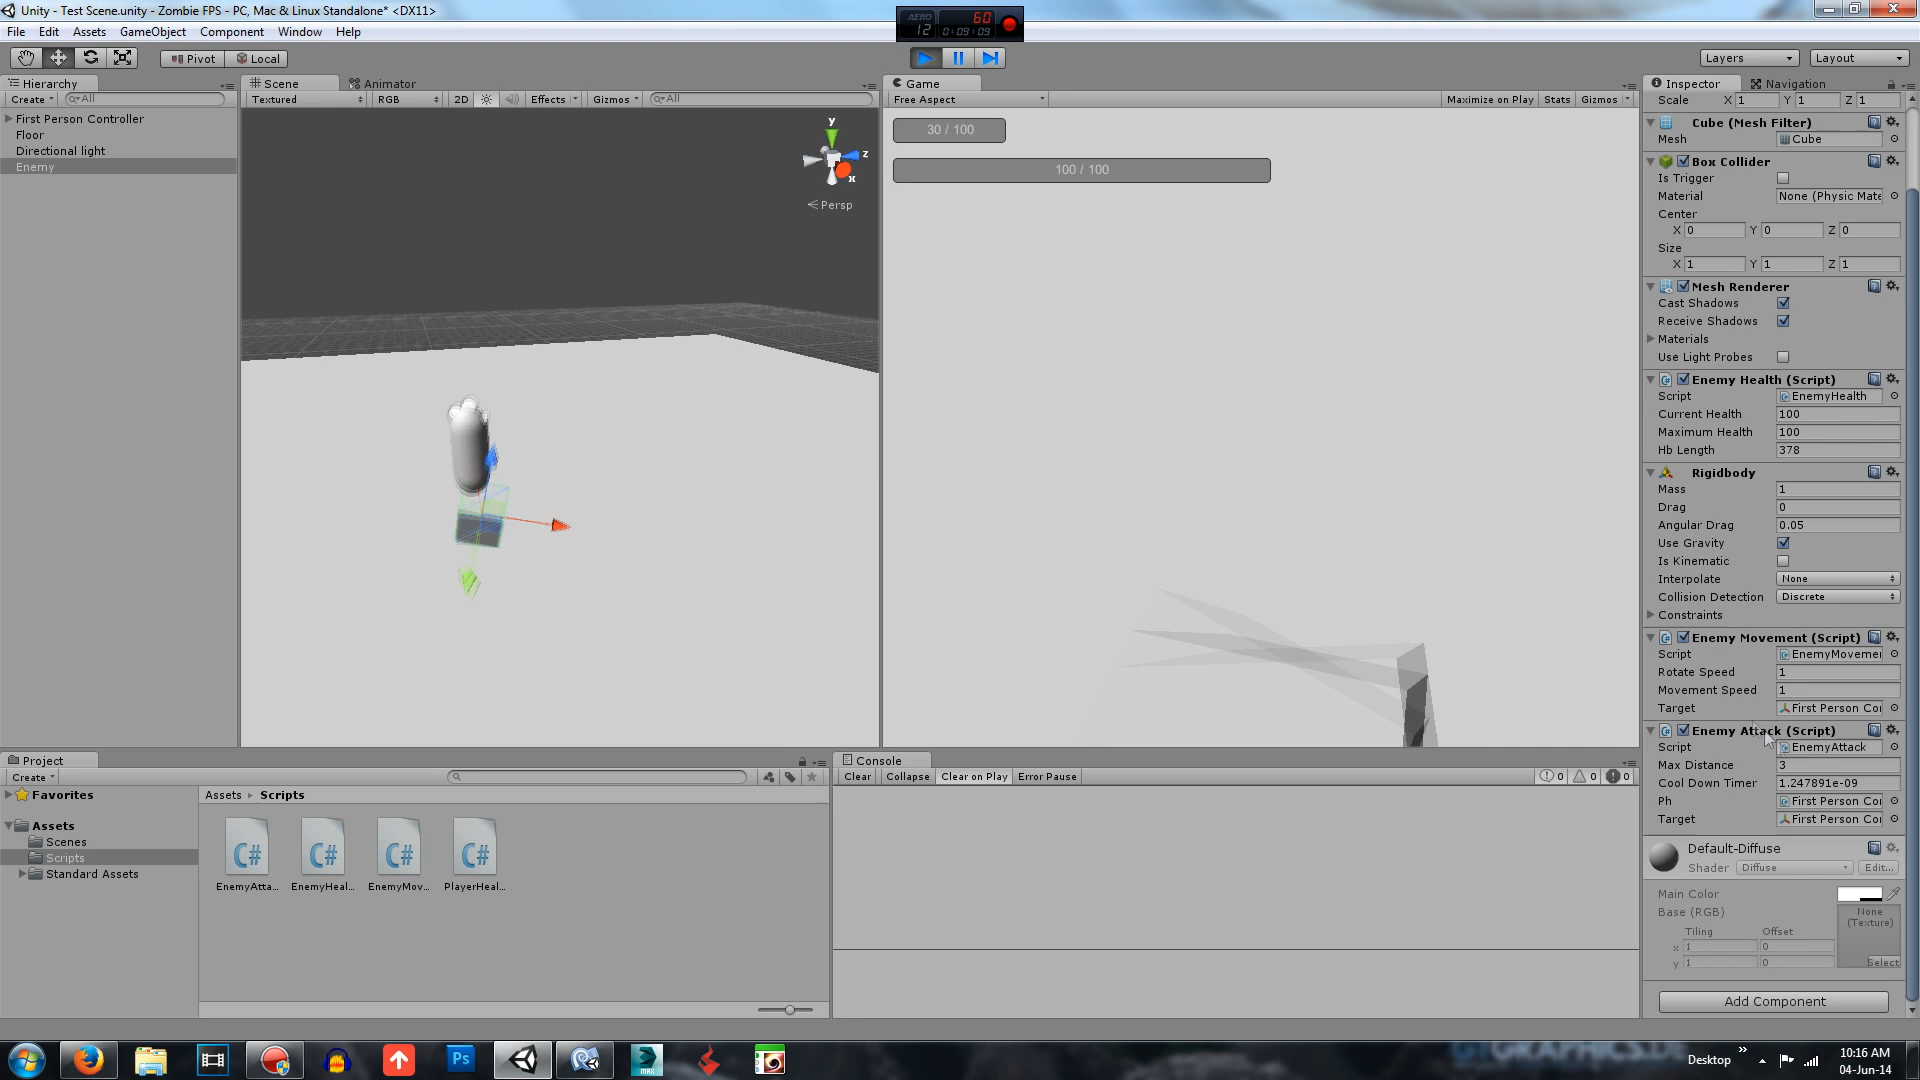 Unity - Test Scene.unity - Zombie FPS - PC, Mac & Linux Standalone* <DX11>
AERO 12 60 0:09:09
File Edit Assets GameObject Component Window Help
Pivot Local Layers Layout
Hierarchy
Create All
First Person Controller
Floor
Directional light
Enemy
Scene Animator
Textured RGB 2D Effects Gizmos All
y
z
x
Persp
Game
Free Aspect Maximize on Play Stats Gizmos
30 / 100
100 / 100
Inspector Navigation
Scale X 1 Y 1 Z 1
Cube (Mesh Filter)
Mesh Cube
Box Collider
Is Trigger
Material None (Physic Mate
Center
X 0 Y 0 Z 0
Size
X 1 Y 1 Z 1
Mesh Renderer
Cast Shadows
Receive Shadows
Materials
Use Light Probes
Enemy Health (Script)
Script EnemyHealth
Current Health 100
Maximum Health 100
Hb Length 378
Rigidbody
Mass 1
Drag 0
Angular Drag 0.05
Use Gravity
Is Kinematic
Interpolate None
Collision Detection Discrete
Constraints
Enemy Movement (Script)
Script EnemyMovemen
Rotate Speed 1
Movement Speed 1
Target First Person Con
Enemy Attack (Script)
Script EnemyAttack
Max Distance 3
Cool Down Timer 1.247891e-09
Ph First Person Con
Target First Person Con
Default-Diffuse
Shader Diffuse Edit...
Main Color
Base (RGB) None (Texture)
Tiling Offset
x 1 0
y 1 0
Select
Add Component
Project
Create
Favorites
Assets
Scenes
Scripts
Standard Assets
Assets Scripts
C# C# C# C#
EnemyAtta... EnemyHeal... EnemyMov... PlayerHeal...
Console
Clear Collapse Clear on Play Error Pause 0 0 0
Ps
MAX
Desktop
10:16 AM
04-Jun-14